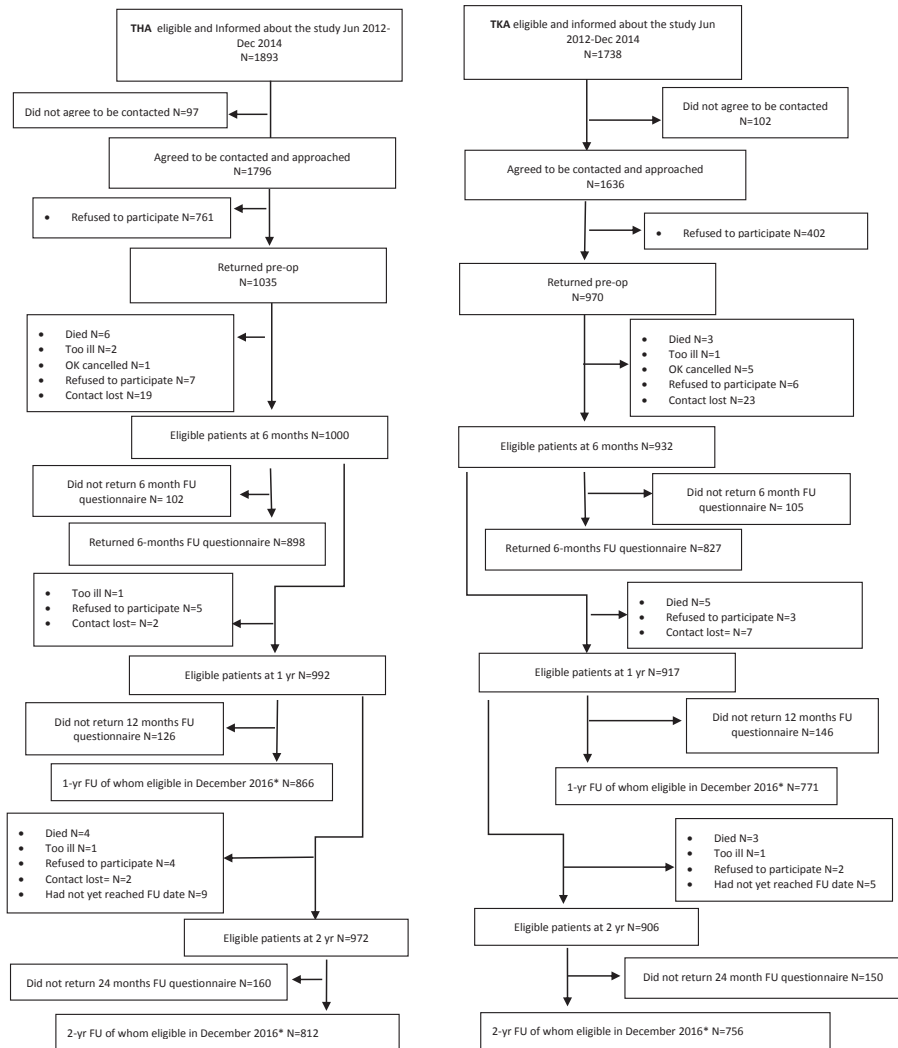 THA eligible and Informed about the study Jun 2012-
Dec 2014
N=1893
Did not agree to be contacted N=97
Agreed to be contacted and approached
N=1796
• Refused to participate N=761
Returned pre-op
N=1035
• Died N=6
• Too ill N=2
• OK cancelled N=1
• Refused to participate N=7
• Contact lost N=19
Eligible patients at 6 months N=1000
Did not return 6 month FU
questionnaire N= 102
Returned 6-months FU questionnaire N=898
• Too ill N=1
• Refused to participate N=5
• Contact lost= N=2
Eligible patients at 1 yr N=992
Did not return 12 months FU
questionnaire N=126
1-yr FU of whom eligible in December 2016* N=866
• Died N=4
• Too ill N=1
• Refused to participate N=4
• Contact lost= N=2
• Had not yet reached FU date N=9
Eligible patients at 2 yr N=972
Did not return 24 months FU questionnaire N=160
2-yr FU of whom eligible in December 2016* N=812
TKA eligible and informed about the study Jun
2012-Dec 2014
N=1738
Did not agree to be contacted
N=102
Agreed to be contacted and approached
N=1636
• Refused to participate N=402
Returned pre-op
N=970
• Died N=3
• Too ill N=1
• OK cancelled N=5
• Refused to participate N=6
• Contact lost N=23
Eligible patients at 6 months N=932
Did not return 6 month FU
questionnaire N= 105
Returned 6-months FU questionnaire N=827
• Died N=5
• Refused to participate N=3
• Contact lost= N=7
Eligible patients at 1 yr N=917
Did not return 12 months FU
questionnaire N=146
1-yr FU of whom eligible in December 2016* N=771
• Died N=3
• Too ill N=1
• Refused to participate N=2
• Had not yet reached FU date N=5
Eligible patients at 2 yr N=906
Did not return 24 month FU questionnaire N=150
2-yr FU of whom eligible in December 2016* N=756